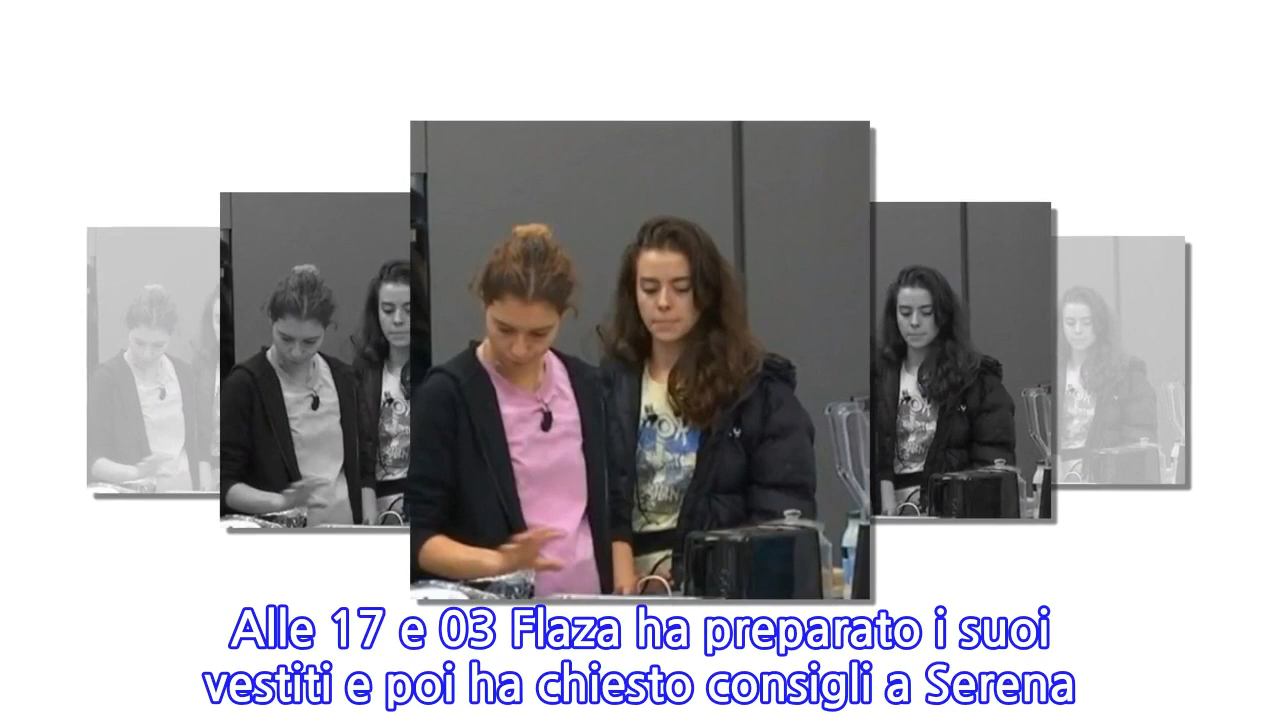 Alle 17 e 03 Flaza ha preparato i suoi
vestiti e poi ha chiesto consigli a Serena